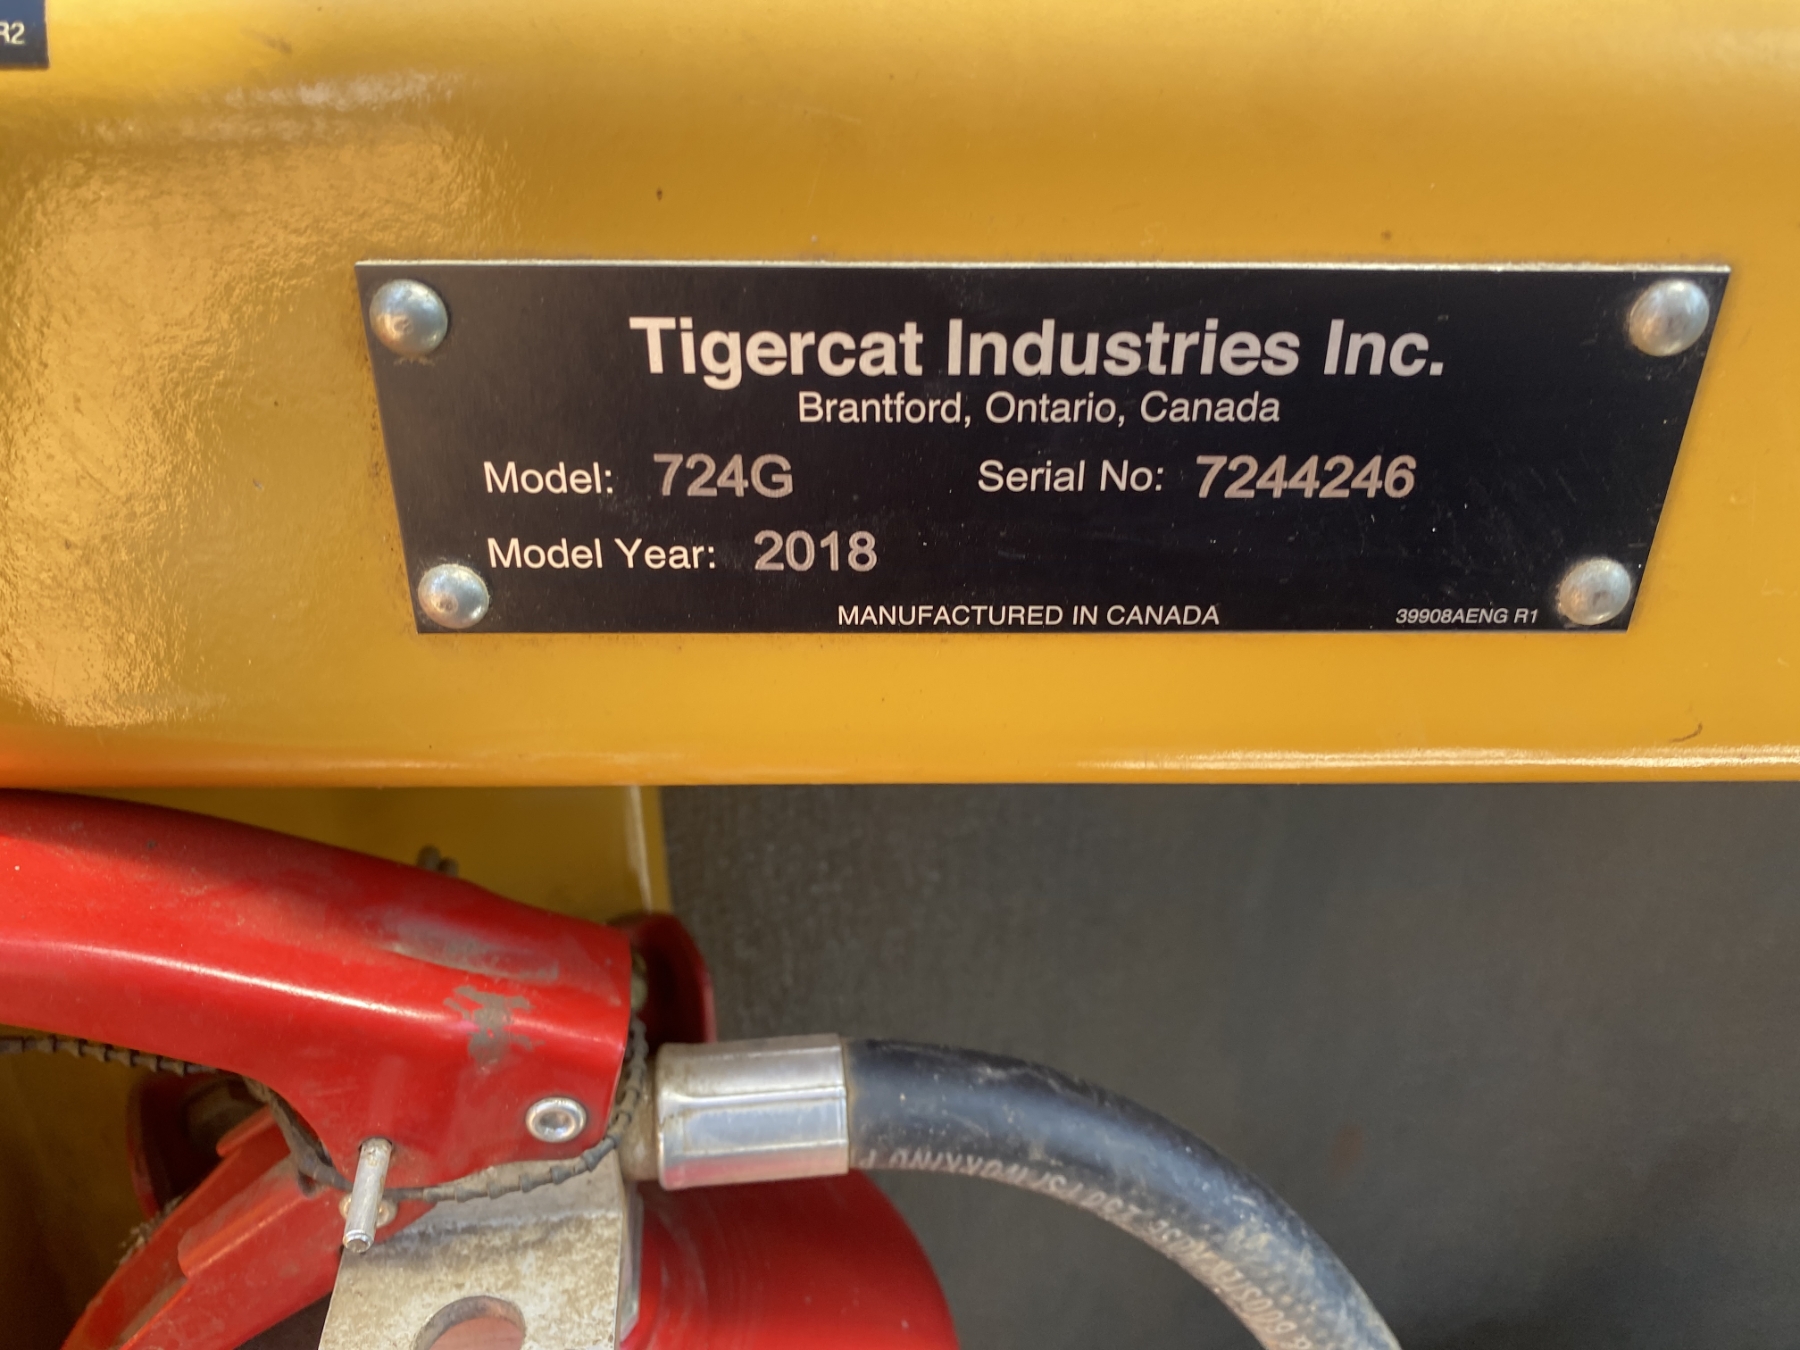 R2
Tigercat Industries Inc.
Brantford, Ontario, Canada
Model: 724G Serial No: 7244246
Model Year: 2018
MANUFACTURED IN CANADA 39908AENG R1